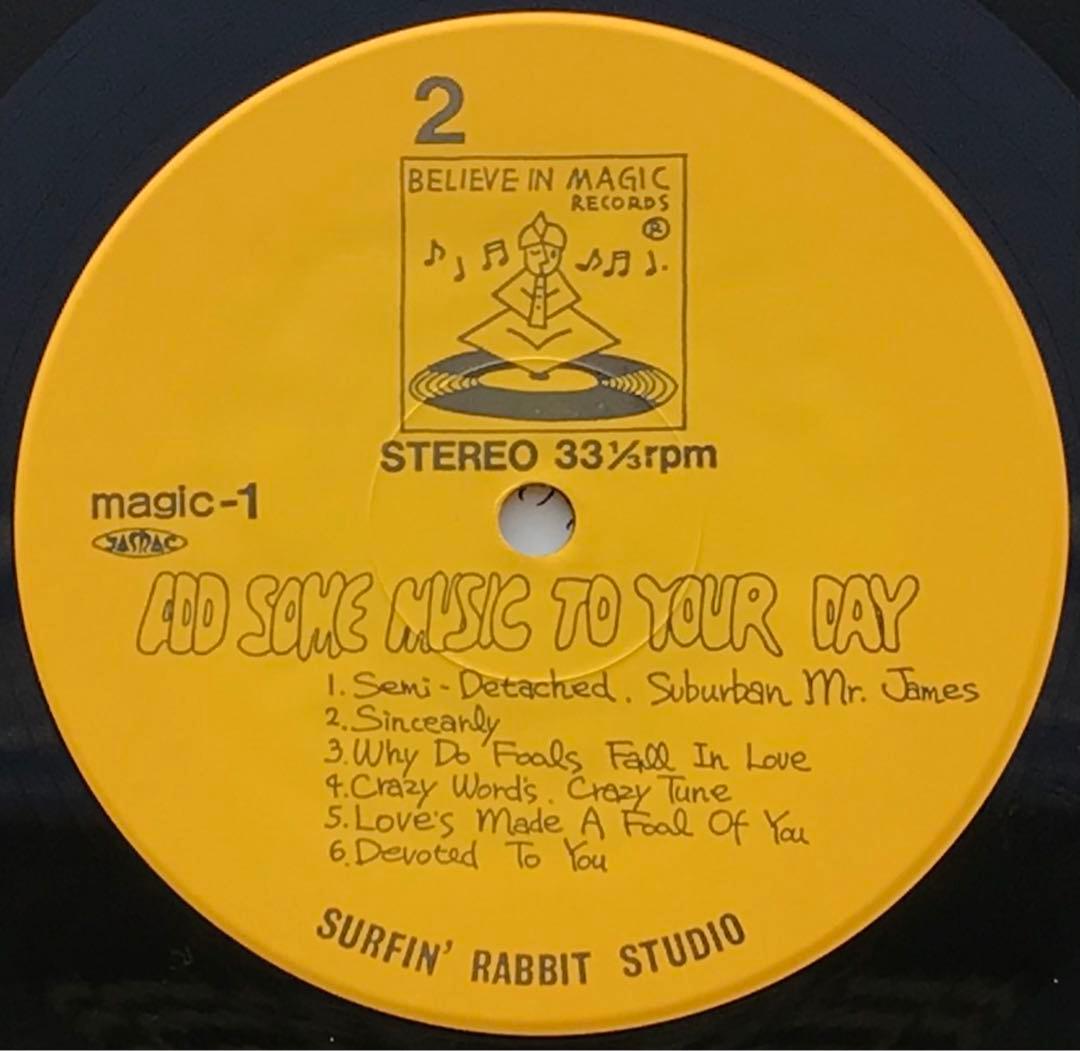 2
BELIEVE IN MAGIC
RECORDS
®
STEREO 33⅓rpm
magic-1
JASRAC
ADD SOME MUSIC TO YOUR DAY
1. Semi-Detached. Suburban Mr. James
2. Sincearly
3. Why Do Fools Fall In Love
4. Crazy Word's. Crazy Tune
5. Love's Made A Fool Of You
6. Devoted To You
SURFIN' RABBIT STUDIO